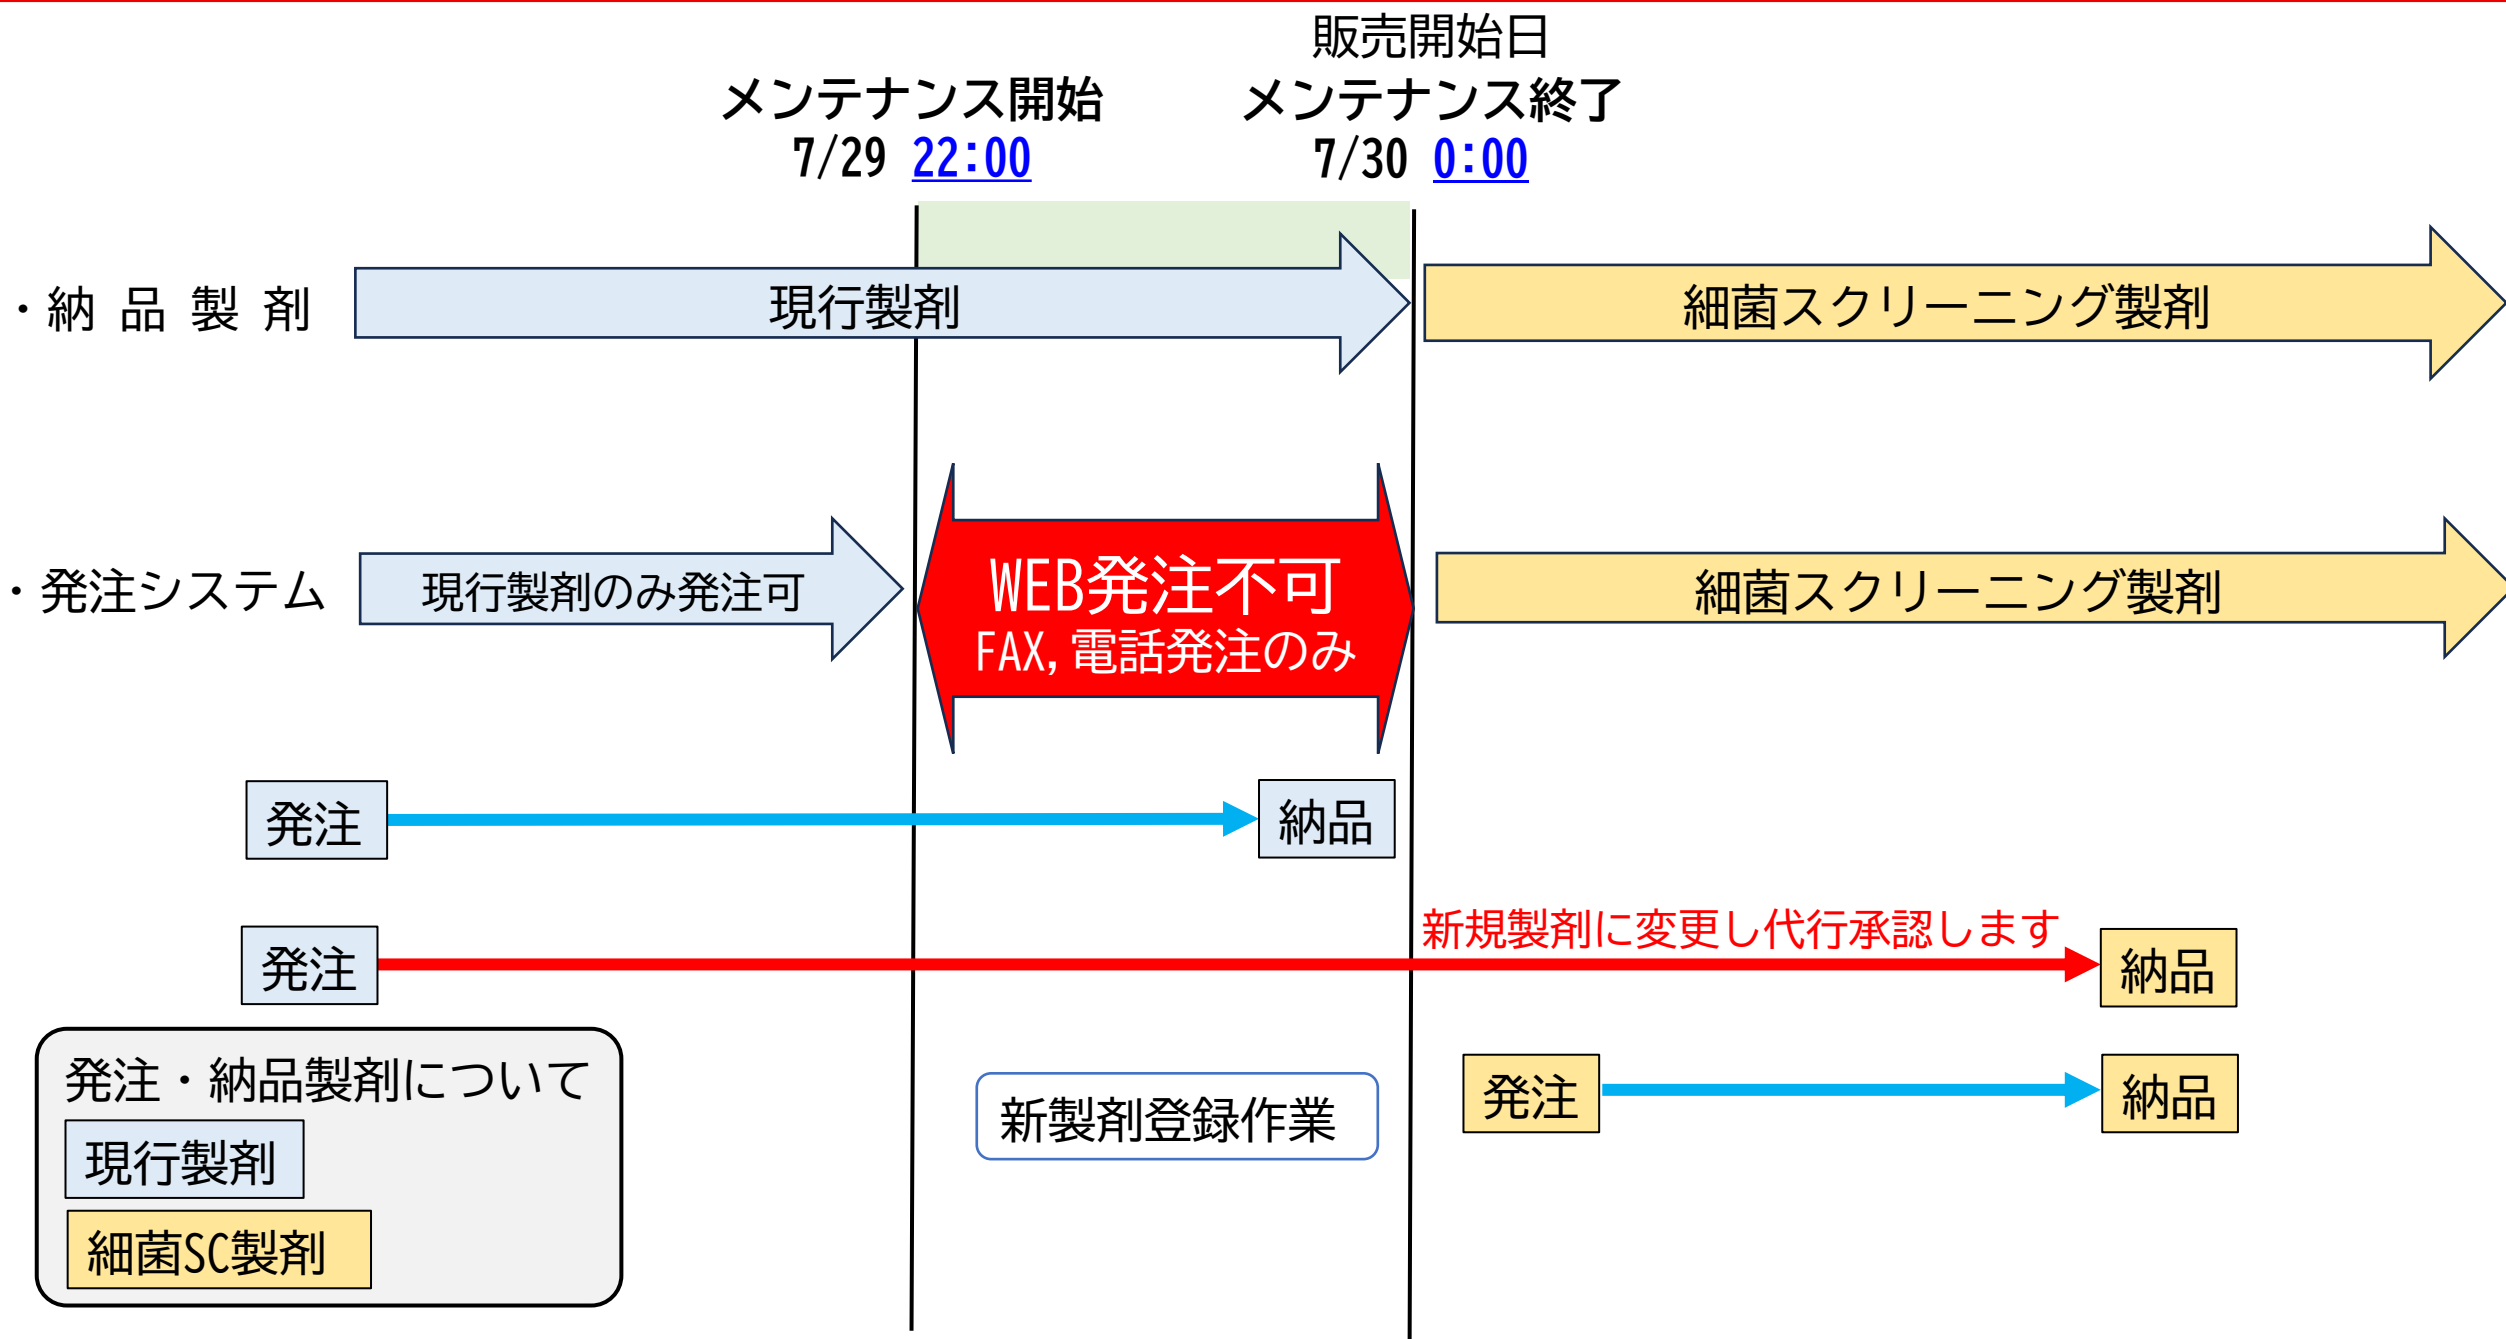 販売開始日
メンテナンス開始
7/29 22:00
メンテナンス終了
7/30 0:00
・納品製剤
現行製剤
細菌スクリーニング製剤
・発注システム
現行製剤のみ発注可
WEB発注不可
FAX,電話発注のみ
細菌スクリーニング製剤
発注
納品
新規製剤に変更し代行承認します
発注
納品
発注・納品製剤について
現行製剤
細菌SC製剤
新製剤登録作業
発注
納品